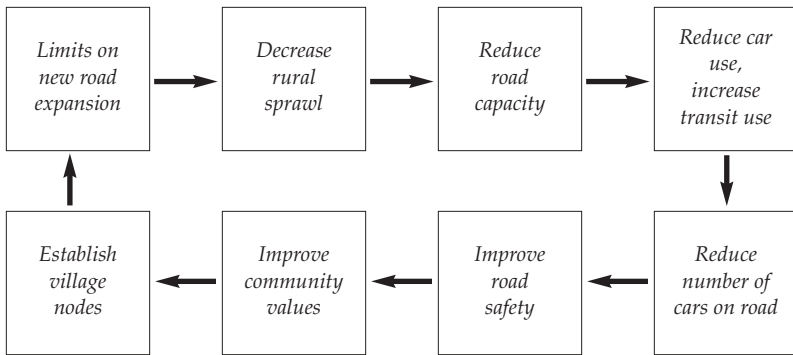 Limits on
new road
expansion
Decrease
rural
sprawl
Reduce
road
capacity
Reduce car
use,
increase
transit use
Establish
village
nodes
Improve
community
values
Improve
road
safety
Reduce
number of
cars on road